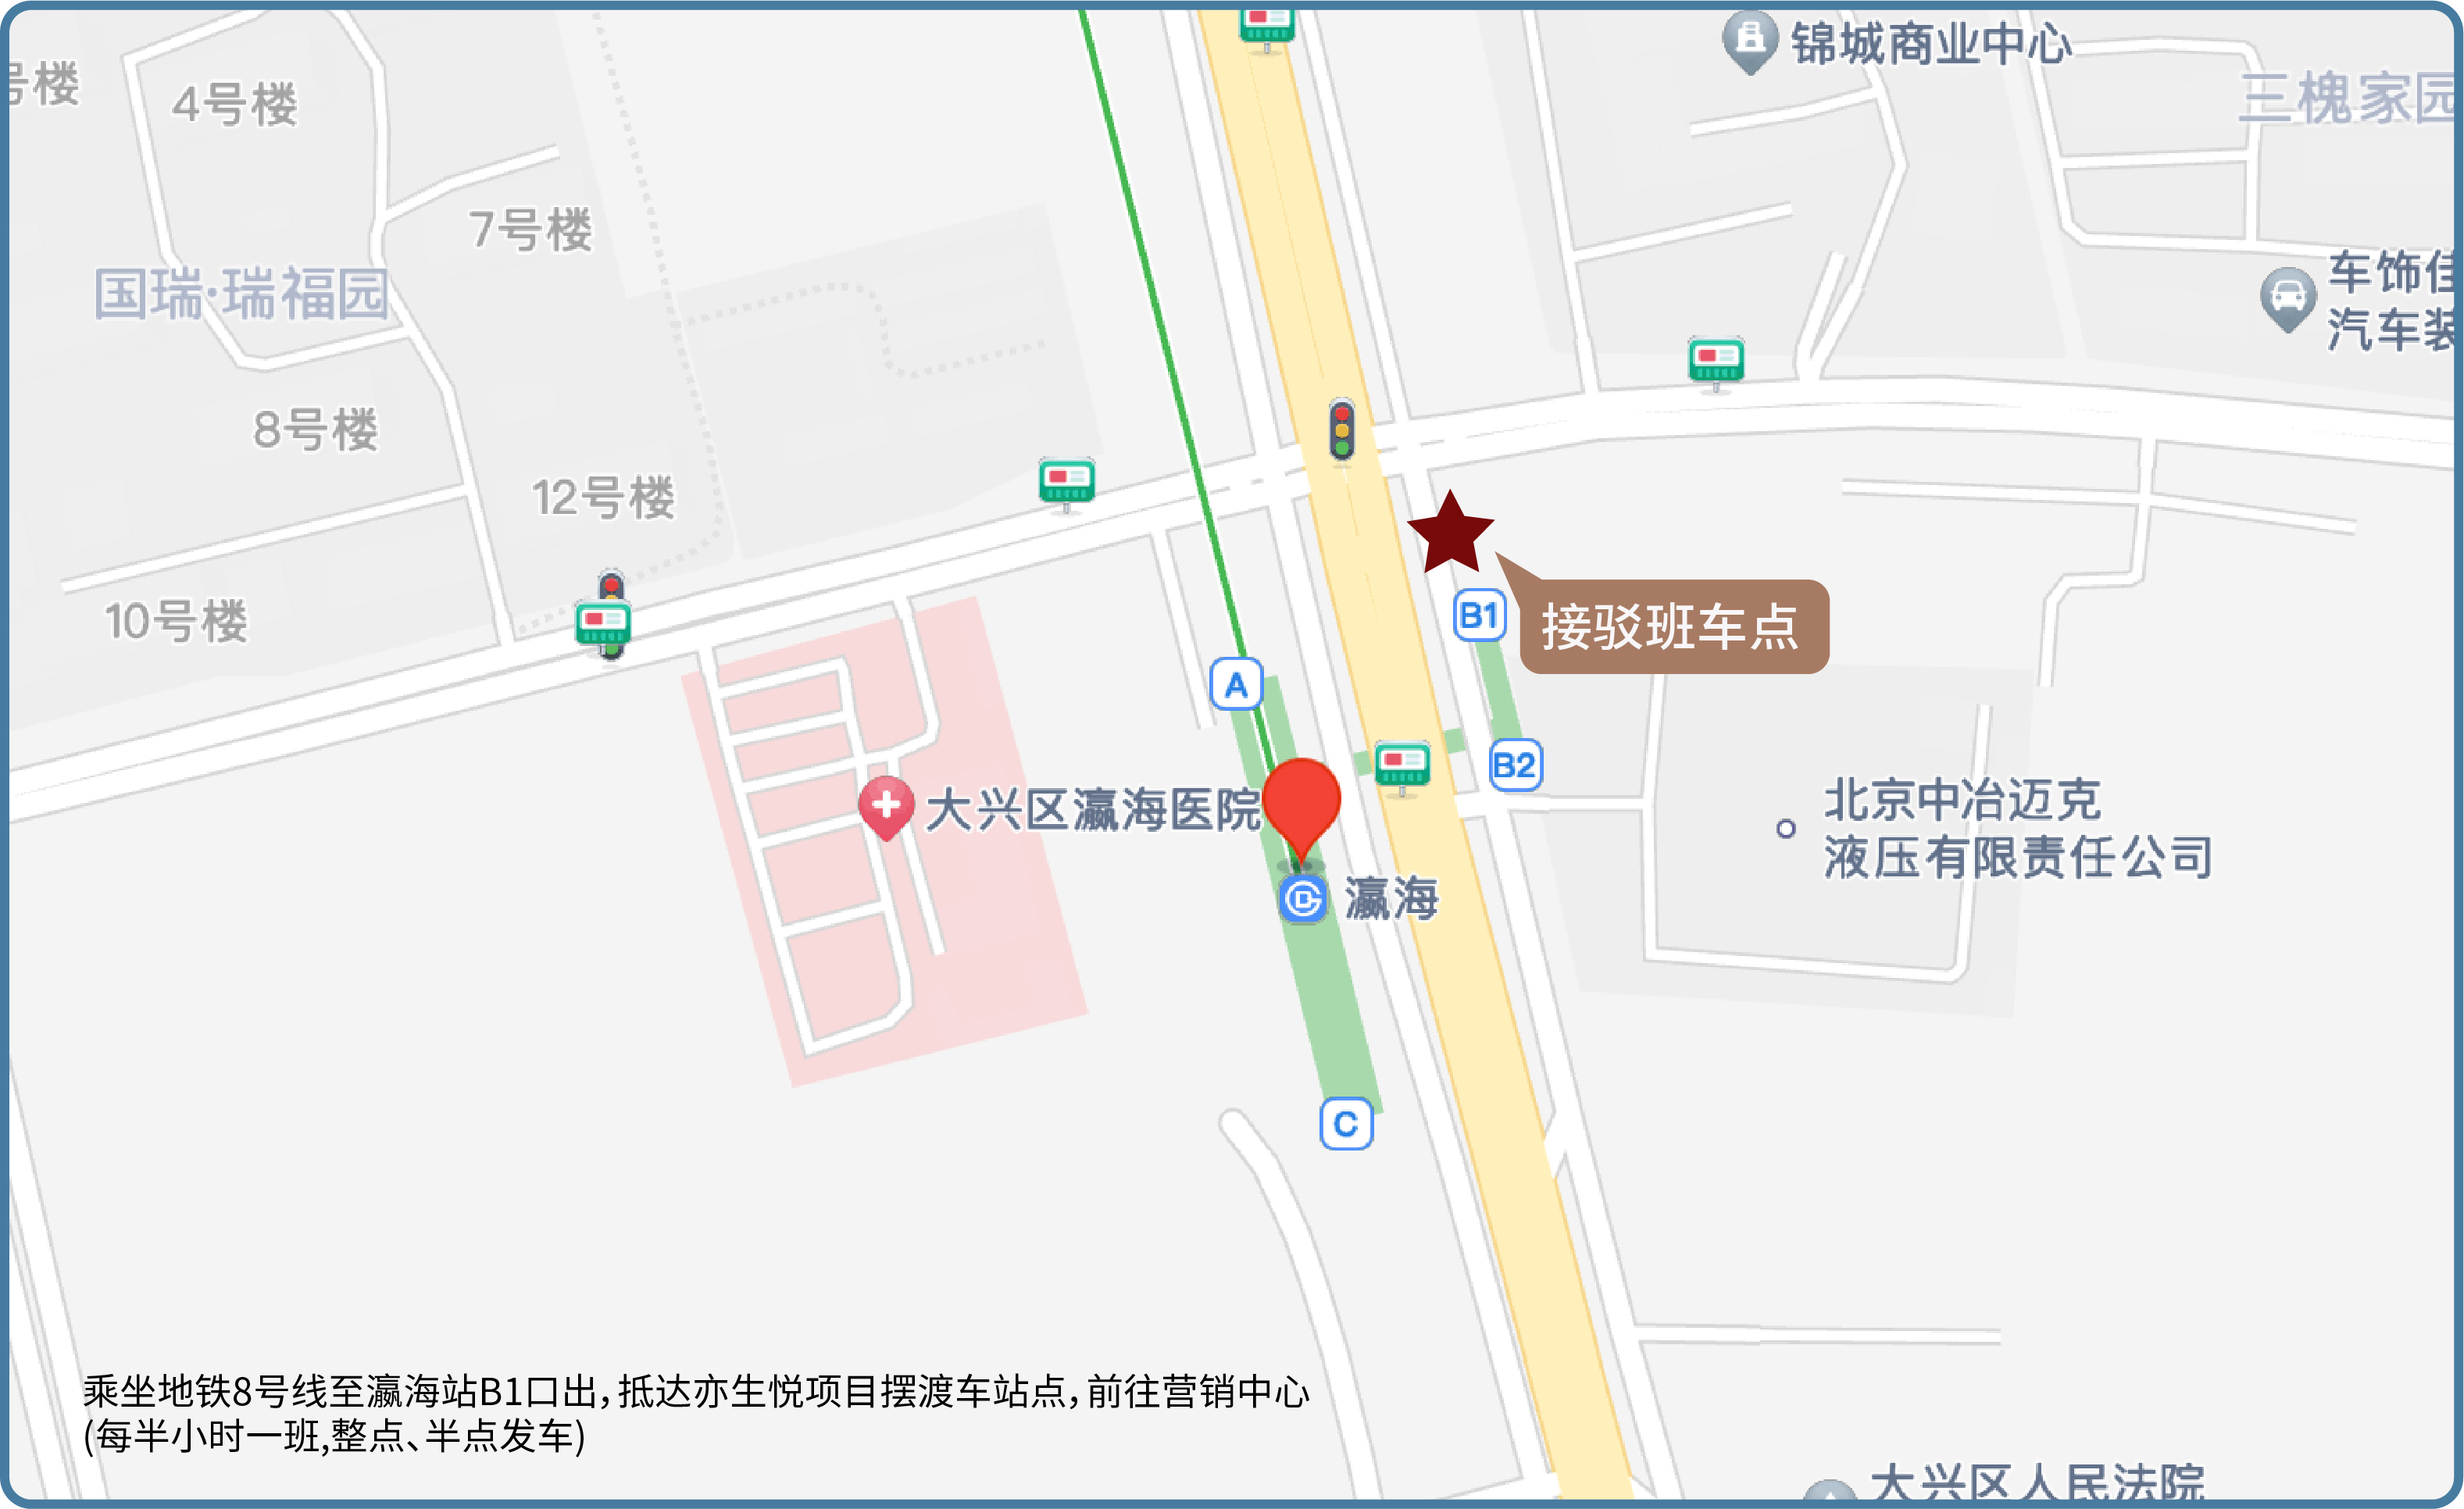 锦城商业中心
号楼
4号楼
三槐家园
7号楼
国瑞·瑞福园
车饰佳
汽车装
8号楼
12号楼
10号楼
B1
接驳班车点
A
B2
大兴区瀛海医院
北京中冶迈克
液压有限责任公司
瀛海
C
乘坐地铁8号线至瀛海站B1口出,抵达亦生悦项目摆渡车站点,前往营销中心
(每半小时一班,整点、半点发车)
大兴区人民法院